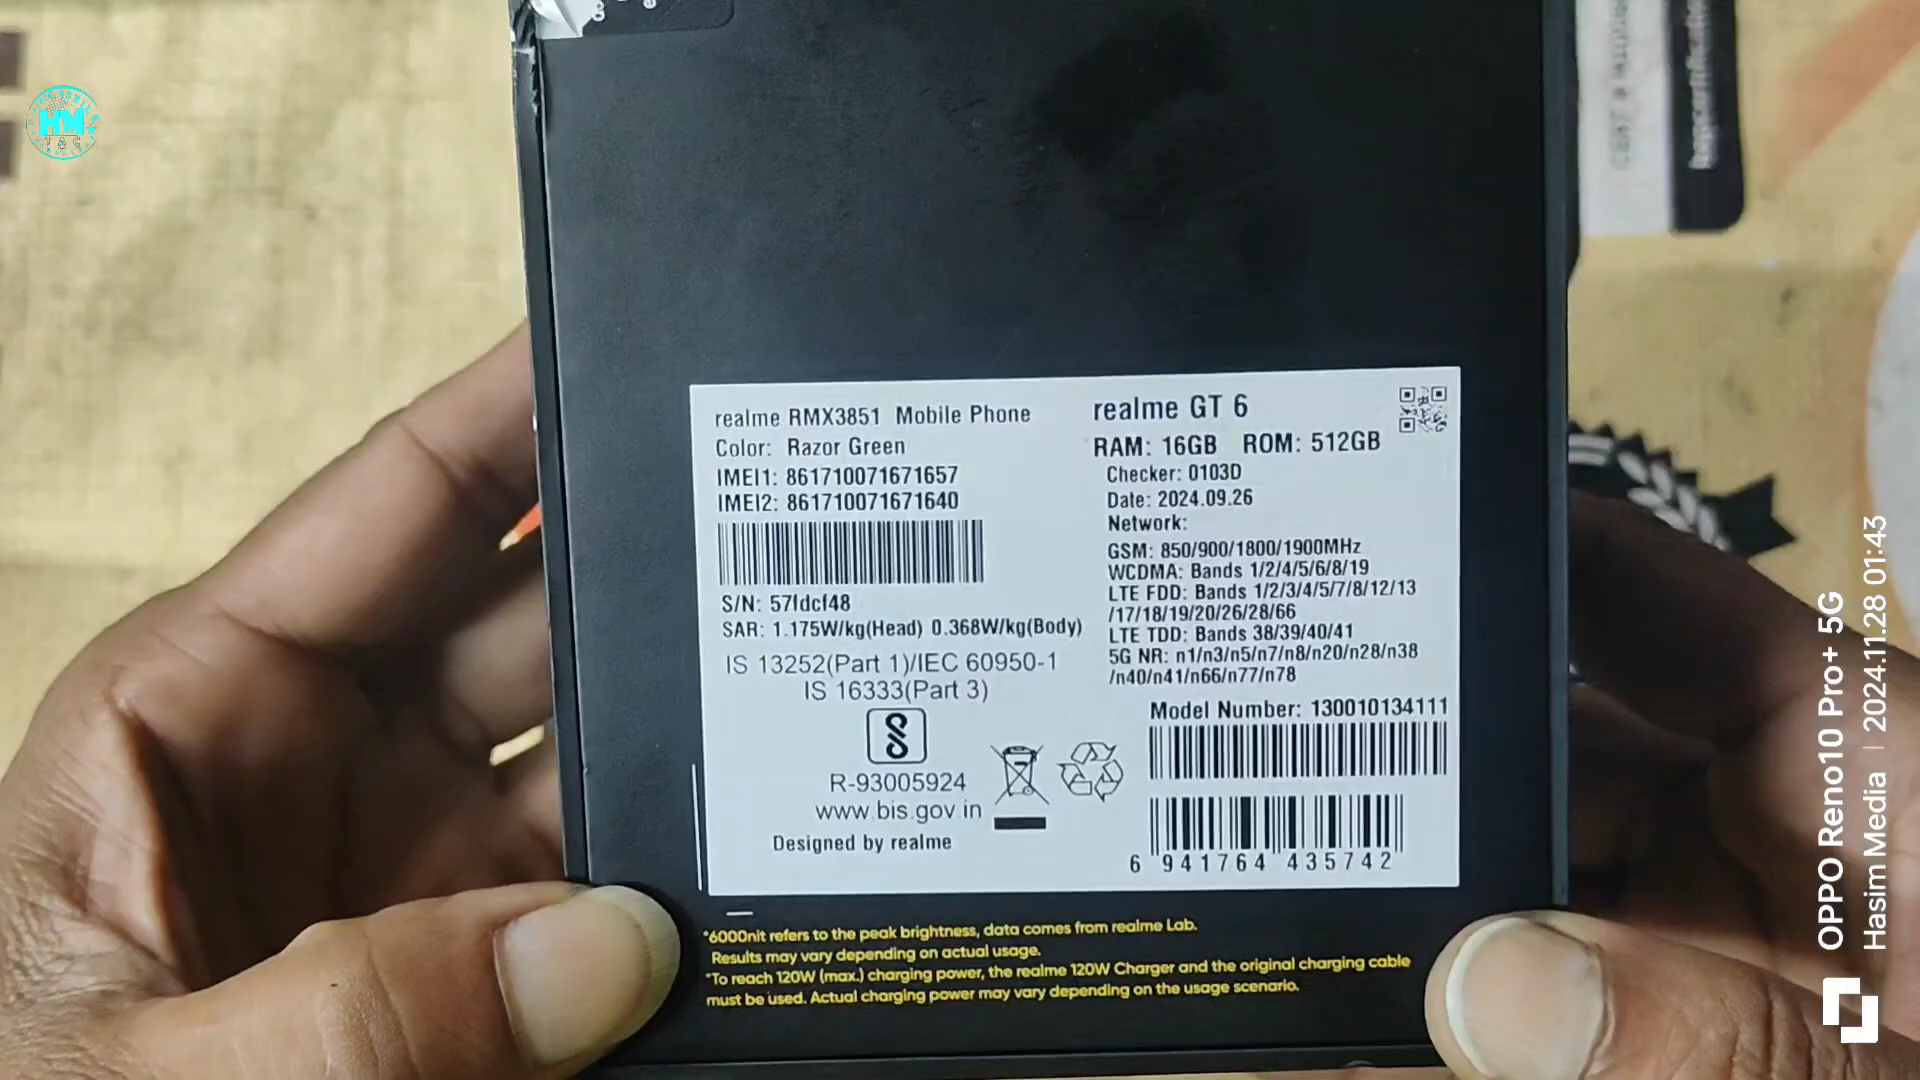 HM
realme RMX3851 Mobile Phone
Color: Razor Green
IMEI1: 861710071671657
IMEI2: 861710071671640
S/N: 57fdcf48
SAR: 1.175W/kg(Head) 0.368W/kg(Body)
IS 13252(Part 1)/IEC 60950-1
IS 16333(Part 3)
R-93005924
www.bis.gov.in
Designed by realme
realme GT 6
RAM: 16GB ROM: 512GB
Checker: 0103D
Date: 2024.09.26
Network:
GSM: 850/900/1800/1900MHz
WCDMA: Bands 1/2/4/5/6/8/19
LTE FDD: Bands 1/2/3/4/5/7/8/12/13
/17/18/19/20/26/28/66
LTE TDD: Bands 38/39/40/41
5G NR: n1/n3/n5/n7/n8/n20/n28/n38
/n40/n41/n66/n77/n78
Model Number: 130010134111
6 941764 435742
*6000nit refers to the peak brightness, data comes from realme Lab.
Results may vary depending on actual usage.
*To reach 120W (max.) charging power, the realme 120W Charger and the original charging cable
must be used. Actual charging power may vary depending on the usage scenario.
OPPO Reno10 Pro+ 5G
Hasim Media | 2024.11.28 01:43